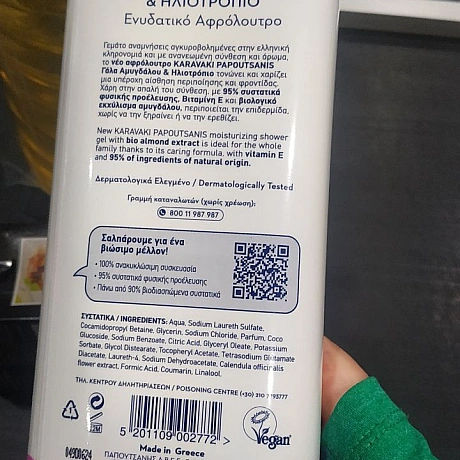 & ΗΛΙΟΤΡΟΠΙΟ
Ενυδατικό Αφρόλουτρο
Γεμάτο αναμνήσεις αγκυροβολημένες στην ελληνική
κληρονομιά και με ανανεωμένη σύνθεση και άρωμα,
το νέο αφρόλουτρο KARAVAKI PAPOUTSANIS
Γάλα Αμυγδάλου & Ηλιοτρόπιο τονώνει και χαρίζει
μια υπέροχη αίσθηση περιποίησης και φροντίδας.
Χάρη στην απαλή του σύνθεση, με 95% συστατικά
φυσικής προέλευσης, Βιταμίνη Ε και βιολογικό
εκχύλισμα αμυγδάλου, περιποιείται την επιδερμίδα,
χωρίς να την ξηραίνει ή να την ερεθίζει.
New KARAVAKI PAPOUTSANIS moisturizing shower
gel with bio almond extract is ideal for the whole
family thanks to its caring formula, with vitamin E
and 95% of ingredients of natural origin.
Δερματολογικά Ελεγμένο / Dermatologically Tested
Γραμμή καταναλωτών (χωρίς χρέωση):
800 11 987 987
Σαλπάρουμε για ένα
βιώσιμο μέλλον!
• 100% ανακυκλώσιμη συσκευασία
• 95% συστατικά φυσικής προέλευσης
• Πάνω από 90% βιοδιασπώμενα συστατικά
ΣΥΣΤΑΤΙΚΑ / INGREDIENTS: Aqua, Sodium Laureth Sulfate,
Cocamidopropyl Betaine, Glycerin, Sodium Chloride, Parfum, Coco
Glucoside, Sodium Benzoate, Citric Acid, Glyceryl Oleate, Potassium
Sorbate, Glycol Distearate, Tocopheryl Acetate, Tetrasodium Glutamate
Diacetate, Laureth-4, Sodium Dehydroacetate, Calendula officinalis
flower extract, Formic Acid, Coumarin, Linalool.
ΤΗΛ. ΚΕΝΤΡΟΥ ΔΗΛΗΤΗΡΙΑΣΕΩΝ / POISONING CENTRE (+30) 210 7793777
12M
04900624
5 201109 002772
Vegan
Made in Greece
ΠΑΠΟΥΤΣΑΝΗΣ Α.Β.Ε.Ε.